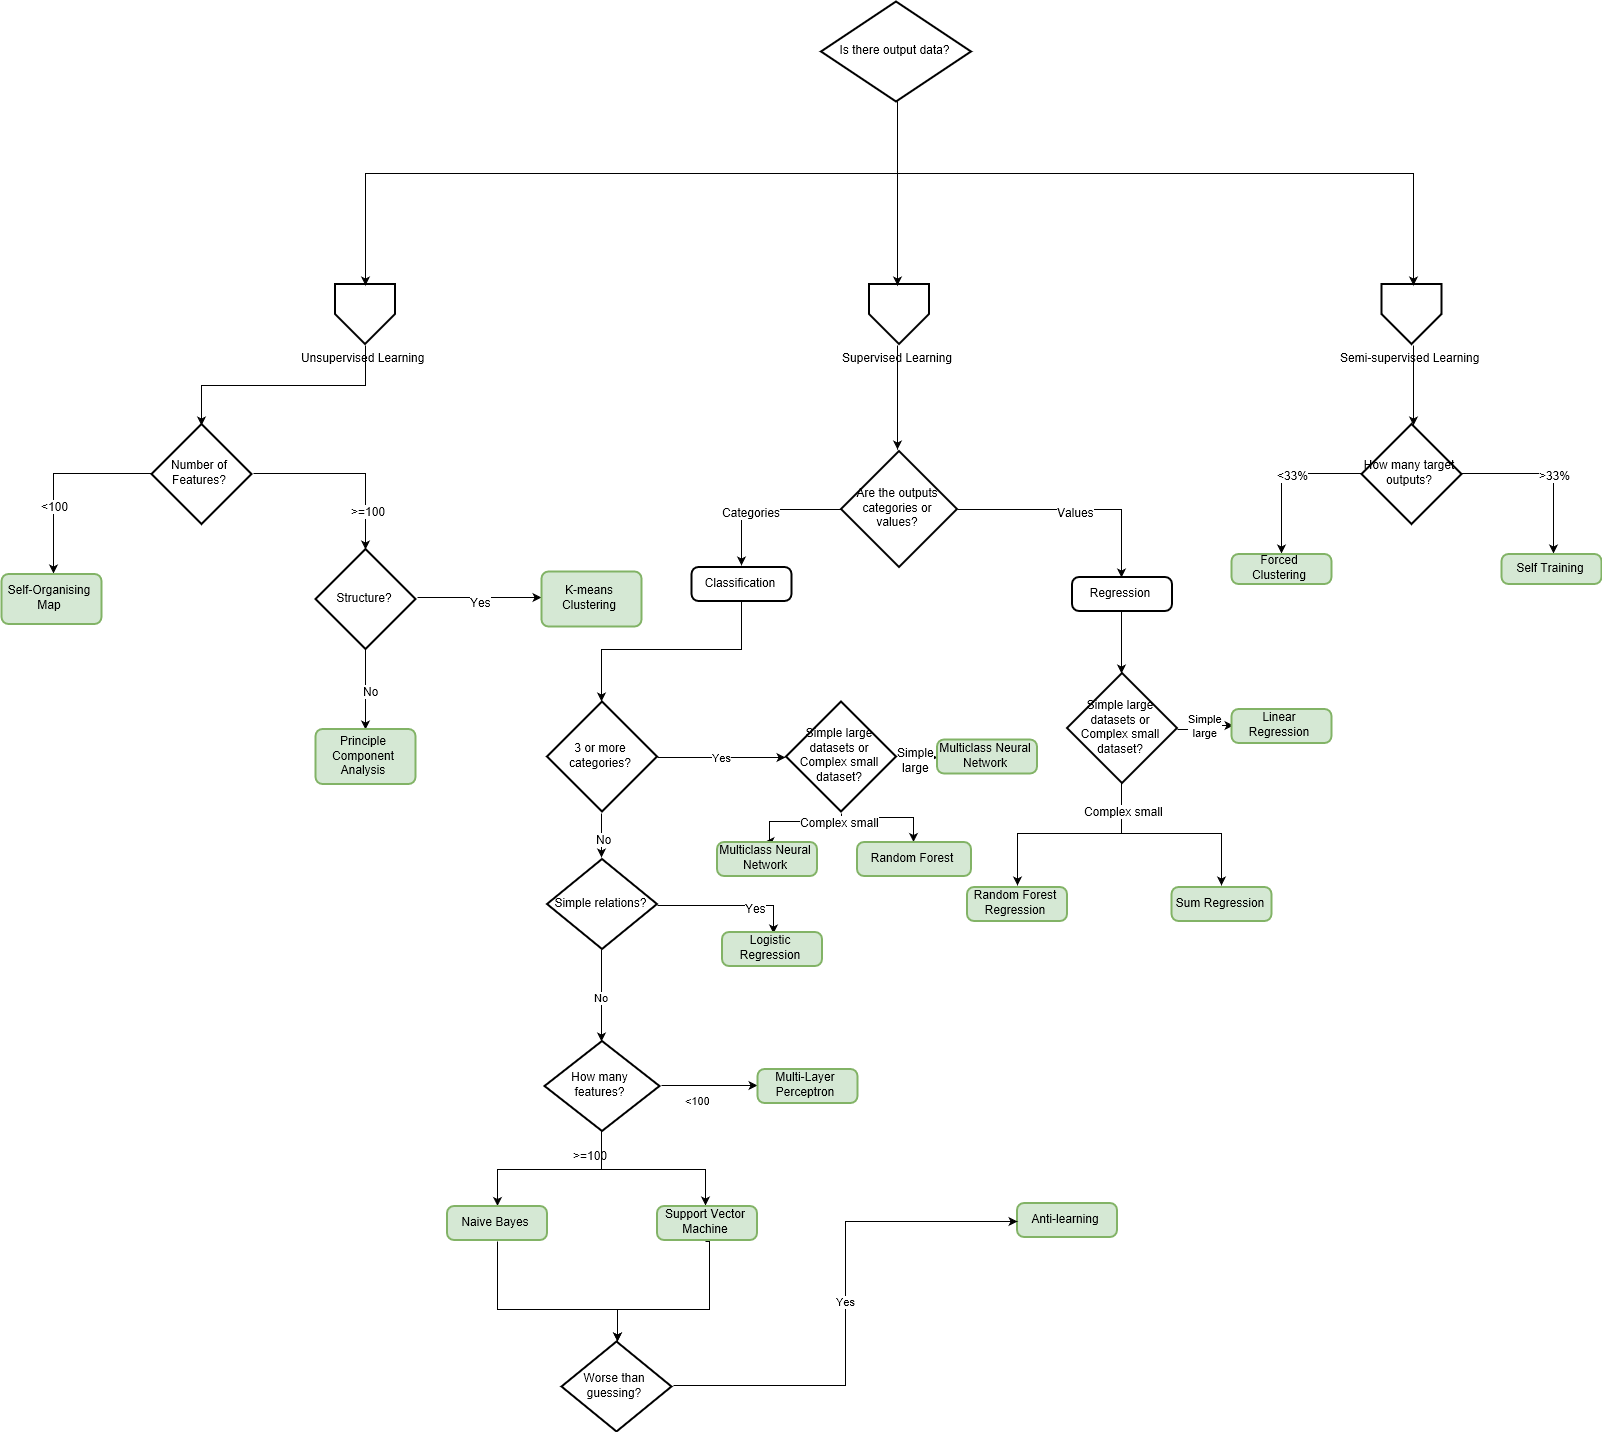 Is there output data?
Unsupervised Learning
Supervised Learning
Semi-supervised Learning
Number of
Features?
<100
>=100
Self-Organising
Map
Structure?
Yes
K-means
Clustering
No
Principle
Component
Analysis
Are the outputs
categories or
values?
Categories
Values
Classification
Regression
How many target
outputs?
<33%
>33%
Forced
Clustering
Self Training
3 or more
categories?
Yes
Simple large
datasets or
Complex small
dataset?
Simple
large
Multiclass Neural
Network
Complex small
Multiclass Neural
Network
Random Forest
Simple large
datasets or
Complex small
dataset?
Simple
large
Linear
Regression
Complex small
Random Forest
Regression
Sum Regression
No
Simple relations?
Yes
Logistic
Regression
No
How many
features?
<100
Multi-Layer
Perceptron
>=100
Naive Bayes
Support Vector
Machine
Anti-learning
Yes
Worse than
guessing?